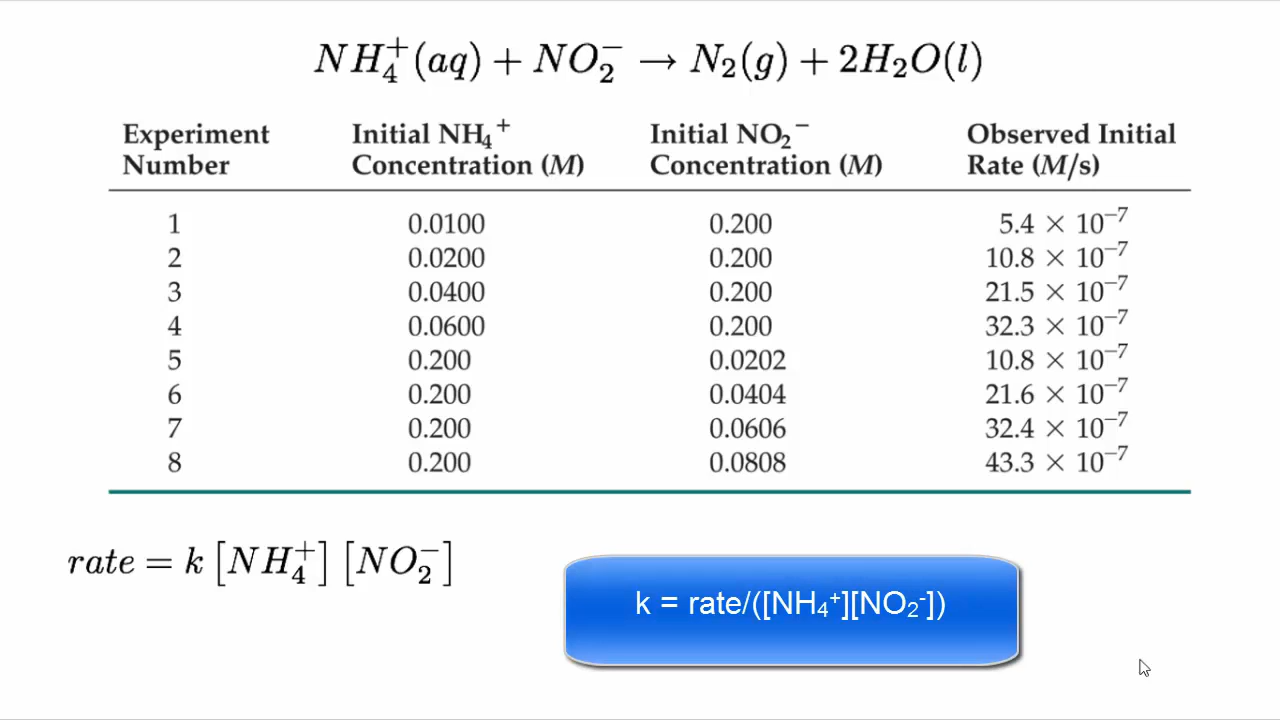 NH₄⁺(aq) + NO₂⁻ → N₂(g) + 2H₂O(l)
Experiment Number Initial NH₄⁺ Concentration (M) Initial NO₂⁻ Concentration (M) Observed Initial Rate (M/s)
1 0.0100 0.200 5.4 × 10⁻⁷
2 0.0200 0.200 10.8 × 10⁻⁷
3 0.0400 0.200 21.5 × 10⁻⁷
4 0.0600 0.200 32.3 × 10⁻⁷
5 0.200 0.0202 10.8 × 10⁻⁷
6 0.200 0.0404 21.6 × 10⁻⁷
7 0.200 0.0606 32.4 × 10⁻⁷
8 0.200 0.0808 43.3 × 10⁻⁷
rate = k [NH₄⁺] [NO₂⁻]
k = rate/([NH₄⁺][NO₂⁻])